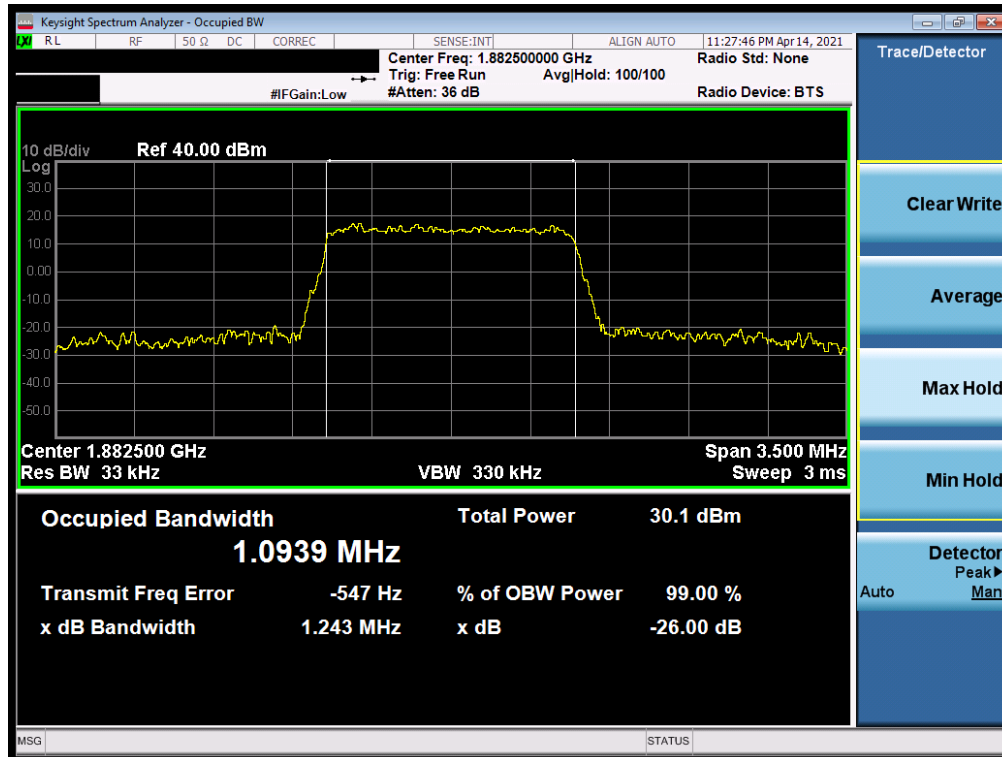 Keysight Spectrum Analyzer - Occupied BW
LXI RL RF 50 Ω DC CORREC SENSE:INT ALIGN AUTO 11:27:46 PM Apr 14, 2021
Center Freq: 1.882500000 GHz Radio Std: None
Trig: Free Run Avg|Hold: 100/100
#IFGain:Low #Atten: 36 dB Radio Device: BTS
10 dB/div Ref 40.00 dBm
Log
30.0
20.0
10.0
0.00
-10.0
-20.0
-30.0
-40.0
-50.0
Center 1.882500 GHz Span 3.500 MHz
Res BW 33 kHz VBW 330 kHz Sweep 3 ms
Occupied Bandwidth Total Power 30.1 dBm
1.0939 MHz
Transmit Freq Error -547 Hz % of OBW Power 99.00 %
x dB Bandwidth 1.243 MHz x dB -26.00 dB
MSG STATUS
Trace/Detector
Clear Write
Average
Max Hold
Min Hold
Detector
Peak▶
Auto Man